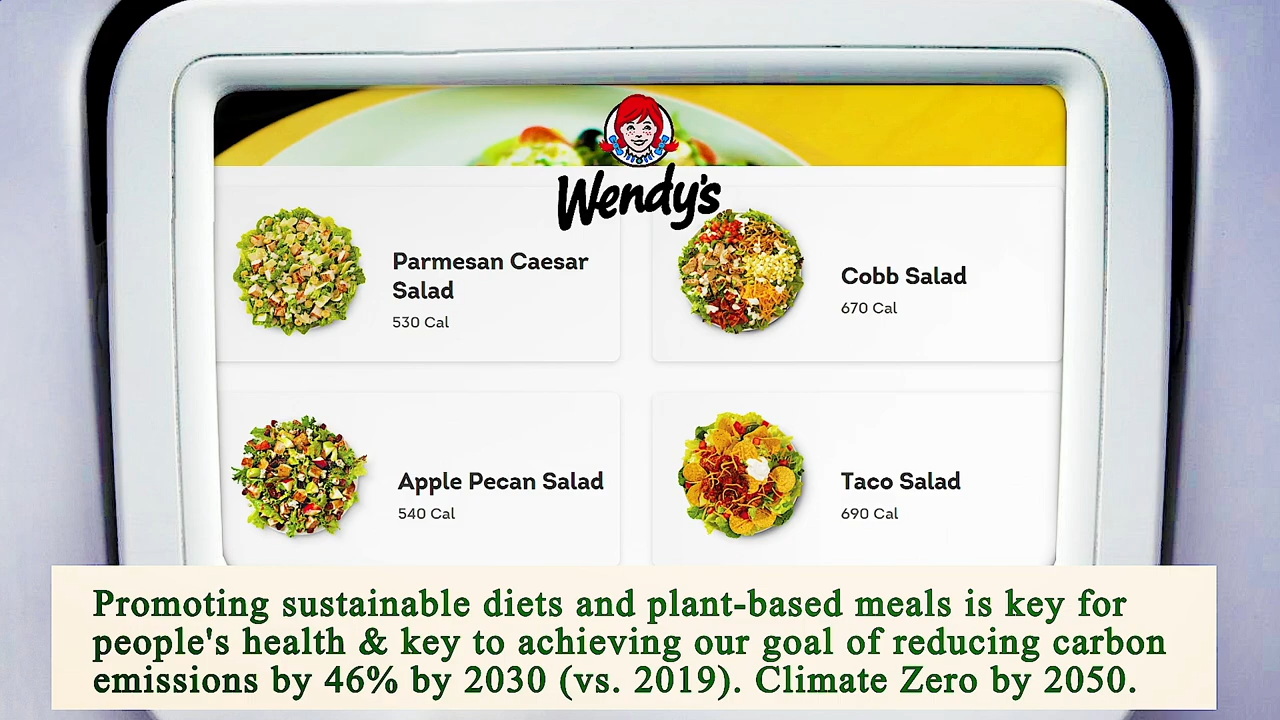 Wendy's
Parmesan Caesar
Salad
530 Cal
Cobb Salad
670 Cal
Apple Pecan Salad
540 Cal
Taco Salad
690 Cal
Promoting sustainable diets and plant-based meals is key for
people's health & key to achieving our goal of reducing carbon
emissions by 46% by 2030 (vs. 2019). Climate Zero by 2050.